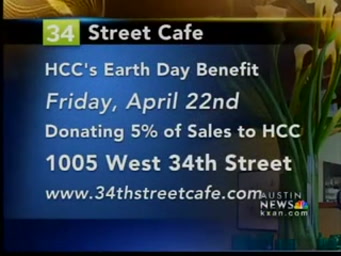 34 Street Cafe
HCC's Earth Day Benefit
Friday, April 22nd
Donating 5% of Sales to HCC
1005 West 34th Street
www.34thstreetcafe.com
AUSTIN
NEWS
kxan.com